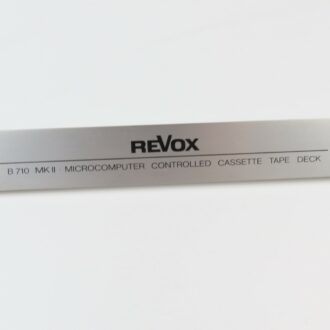 REVOX
B 710 MK II MICROCOMPUTER CONTROLLED CASSETTE TAPE DECK